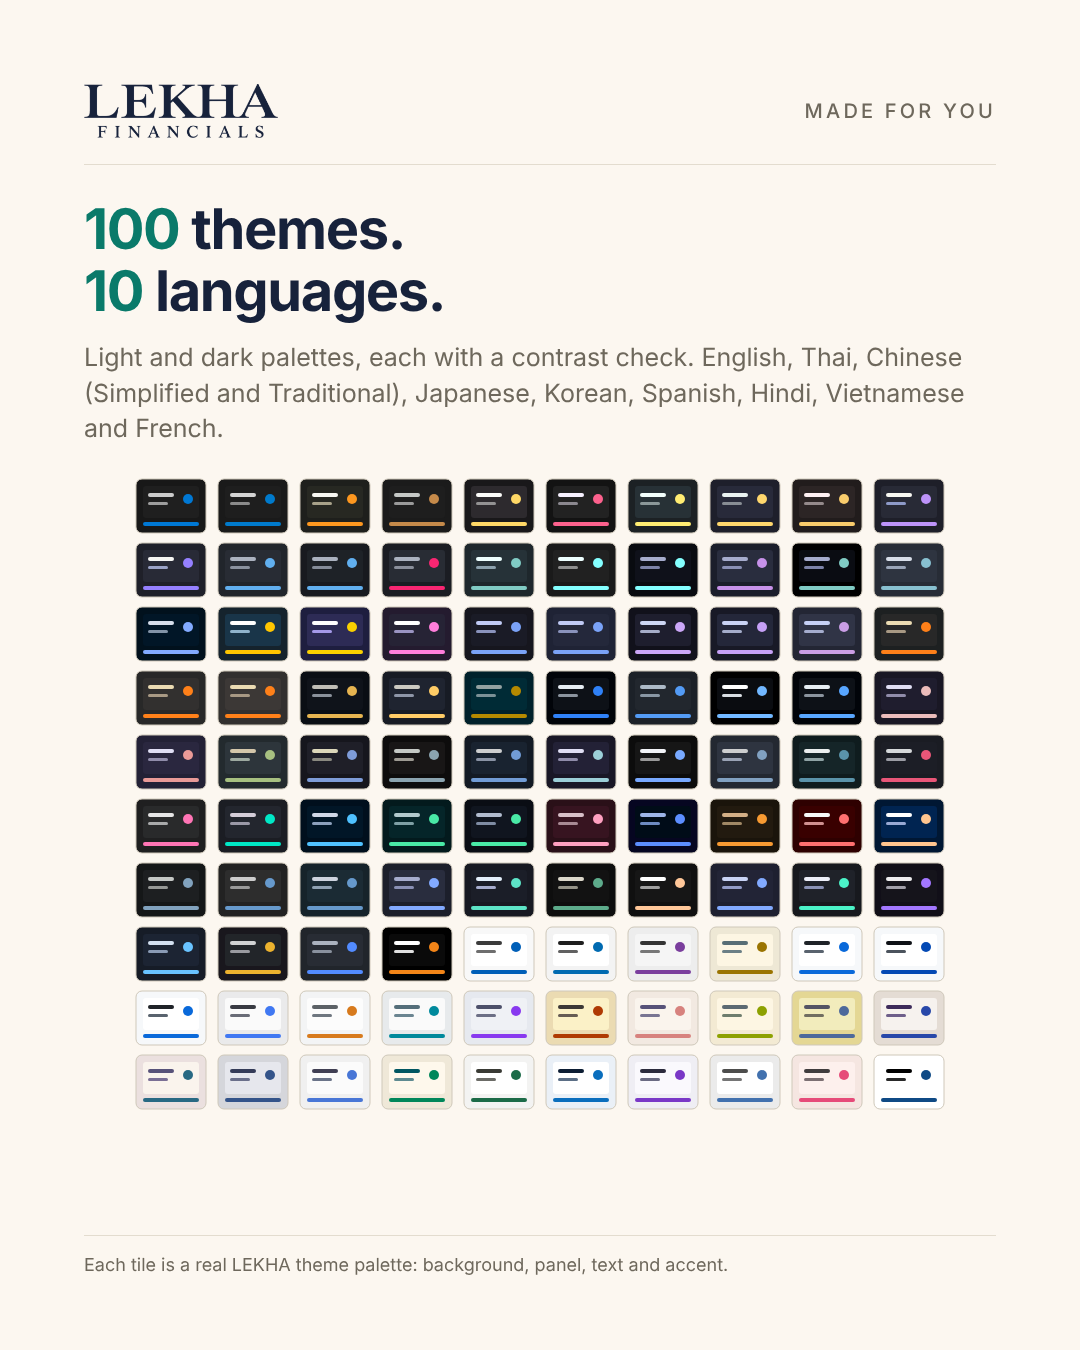 LEKHA
FINANCIALS
MADE FOR YOU
100 themes.
10 languages.
Light and dark palettes, each with a contrast check. English, Thai, Chinese
(Simplified and Traditional), Japanese, Korean, Spanish, Hindi, Vietnamese
and French.
Each tile is a real LEKHA theme palette: background, panel, text and accent.